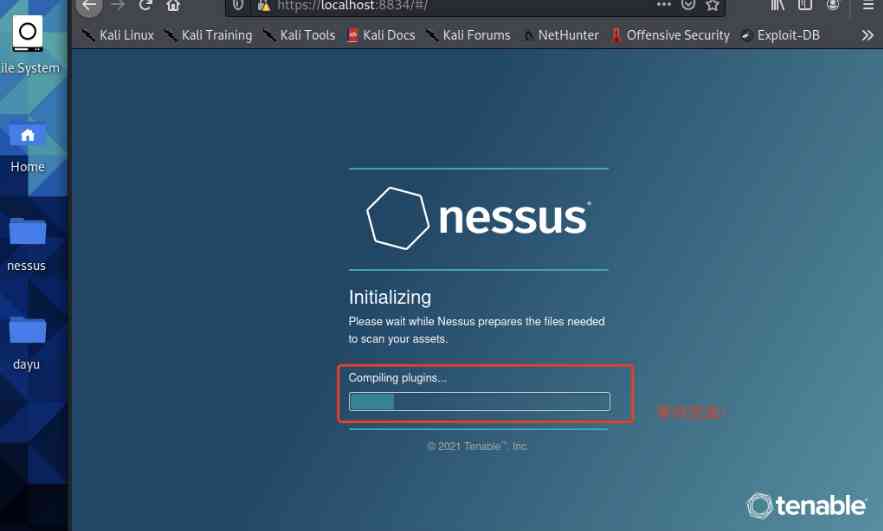 https://localhost:8834/#/
Kali Linux
Kali Training
Kali Tools
Kali Docs
Kali Forums
NetHunter
Offensive Security
Exploit-DB
ile System
Home
nessus
dayu
nessus®
Initializing
Please wait while Nessus prepares the files needed
to scan your assets.
Compiling plugins...
© 2021 Tenable™, Inc.
tenable®